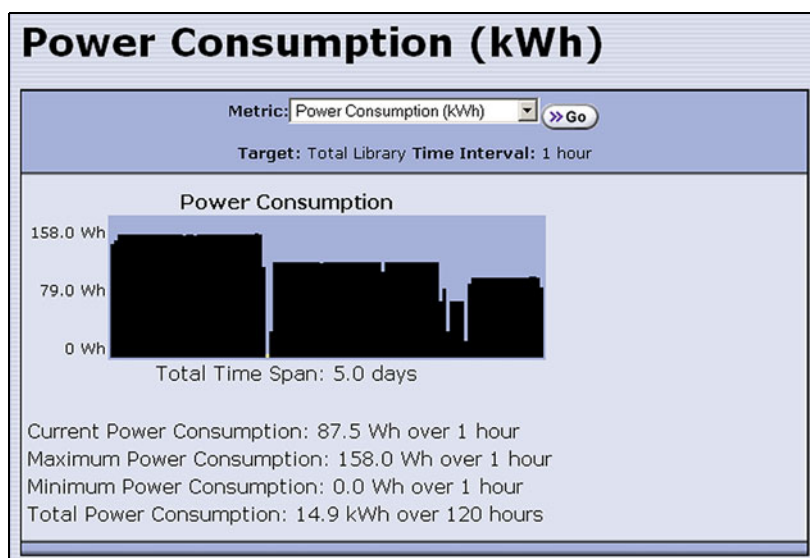 Power Consumption (kWh)
Metric: Power Consumption (kWh) Go
Target: Total Library Time Interval: 1 hour
Power Consumption
158.0 Wh
79.0 Wh
0 Wh
Total Time Span: 5.0 days
Current Power Consumption: 87.5 Wh over 1 hour
Maximum Power Consumption: 158.0 Wh over 1 hour
Minimum Power Consumption: 0.0 Wh over 1 hour
Total Power Consumption: 14.9 kWh over 120 hours